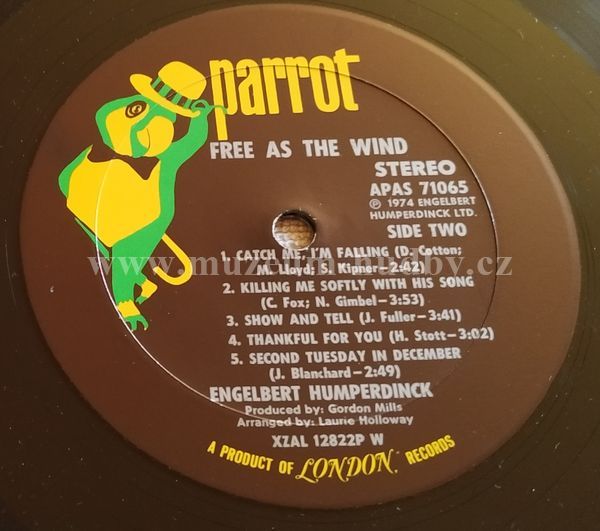 parrot
FREE AS THE WIND
STEREO
APAS 71065
Ⓟ 1974 ENGELBERT
HUMPERDINCK LTD.
SIDE TWO
1. CATCH ME, I'M FALLING (D. Cotton;
M. Lloyd; S. Kipner—2:42)
2. KILLING ME SOFTLY WITH HIS SONG
(C. Fox; N. Gimbel—3:53)
3. SHOW AND TELL (J. Fuller—3:41)
4. THANKFUL FOR YOU (H. Stott—3:02)
5. SECOND TUESDAY IN DECEMBER
(J. Blanchard—2:49)
ENGELBERT HUMPERDINCK
Produced by: Gordon Mills
Arranged by: Laurie Holloway
XZAL 12822P W
A PRODUCT OF LONDON RECORDS
www.muzeum-hudby.cz